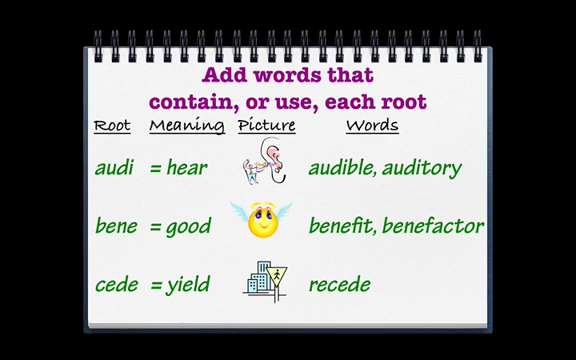 Add words that
contain, or use, each root
Root Meaning Picture Words
audi = hear audible, auditory
bene = good benefit, benefactor
cede = yield recede